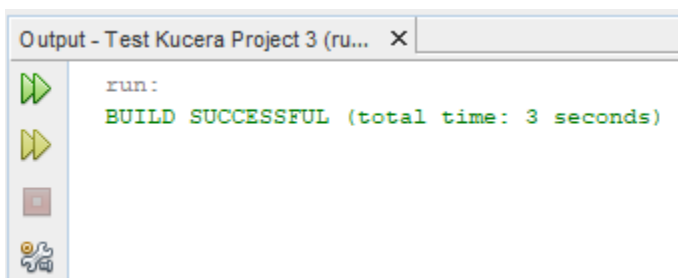 Output - Test Kucera Project 3 (ru...
run:
BUILD SUCCESSFUL (total time: 3 seconds)